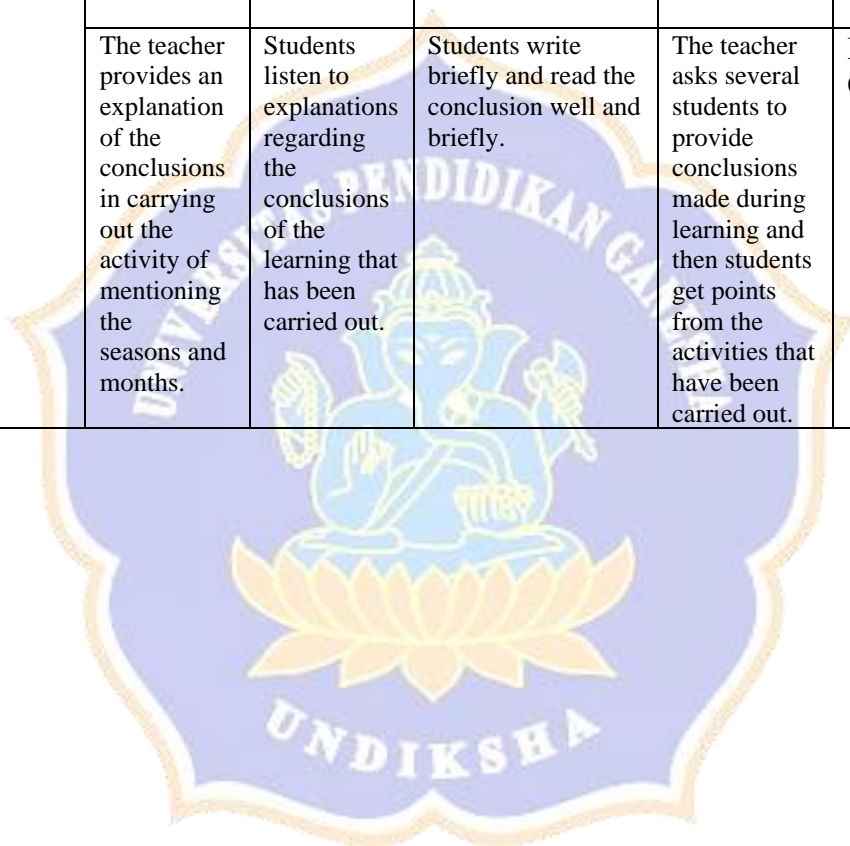 The teacher
provides an
explanation
of the
conclusions
in carrying
out the
activity of
mentioning
the
seasons and
months.
Students
listen to
explanations
regarding
the
conclusions
of the
learning that
has been
carried out.
Students write
briefly and read the
conclusion well and
briefly.
The teacher
asks several
students to
provide
conclusions
made during
learning and
then students
get points
from the
activities that
have been
carried out.
UNIVERSITAS PENDIDIKAN GANESHA
UNDIKSHA